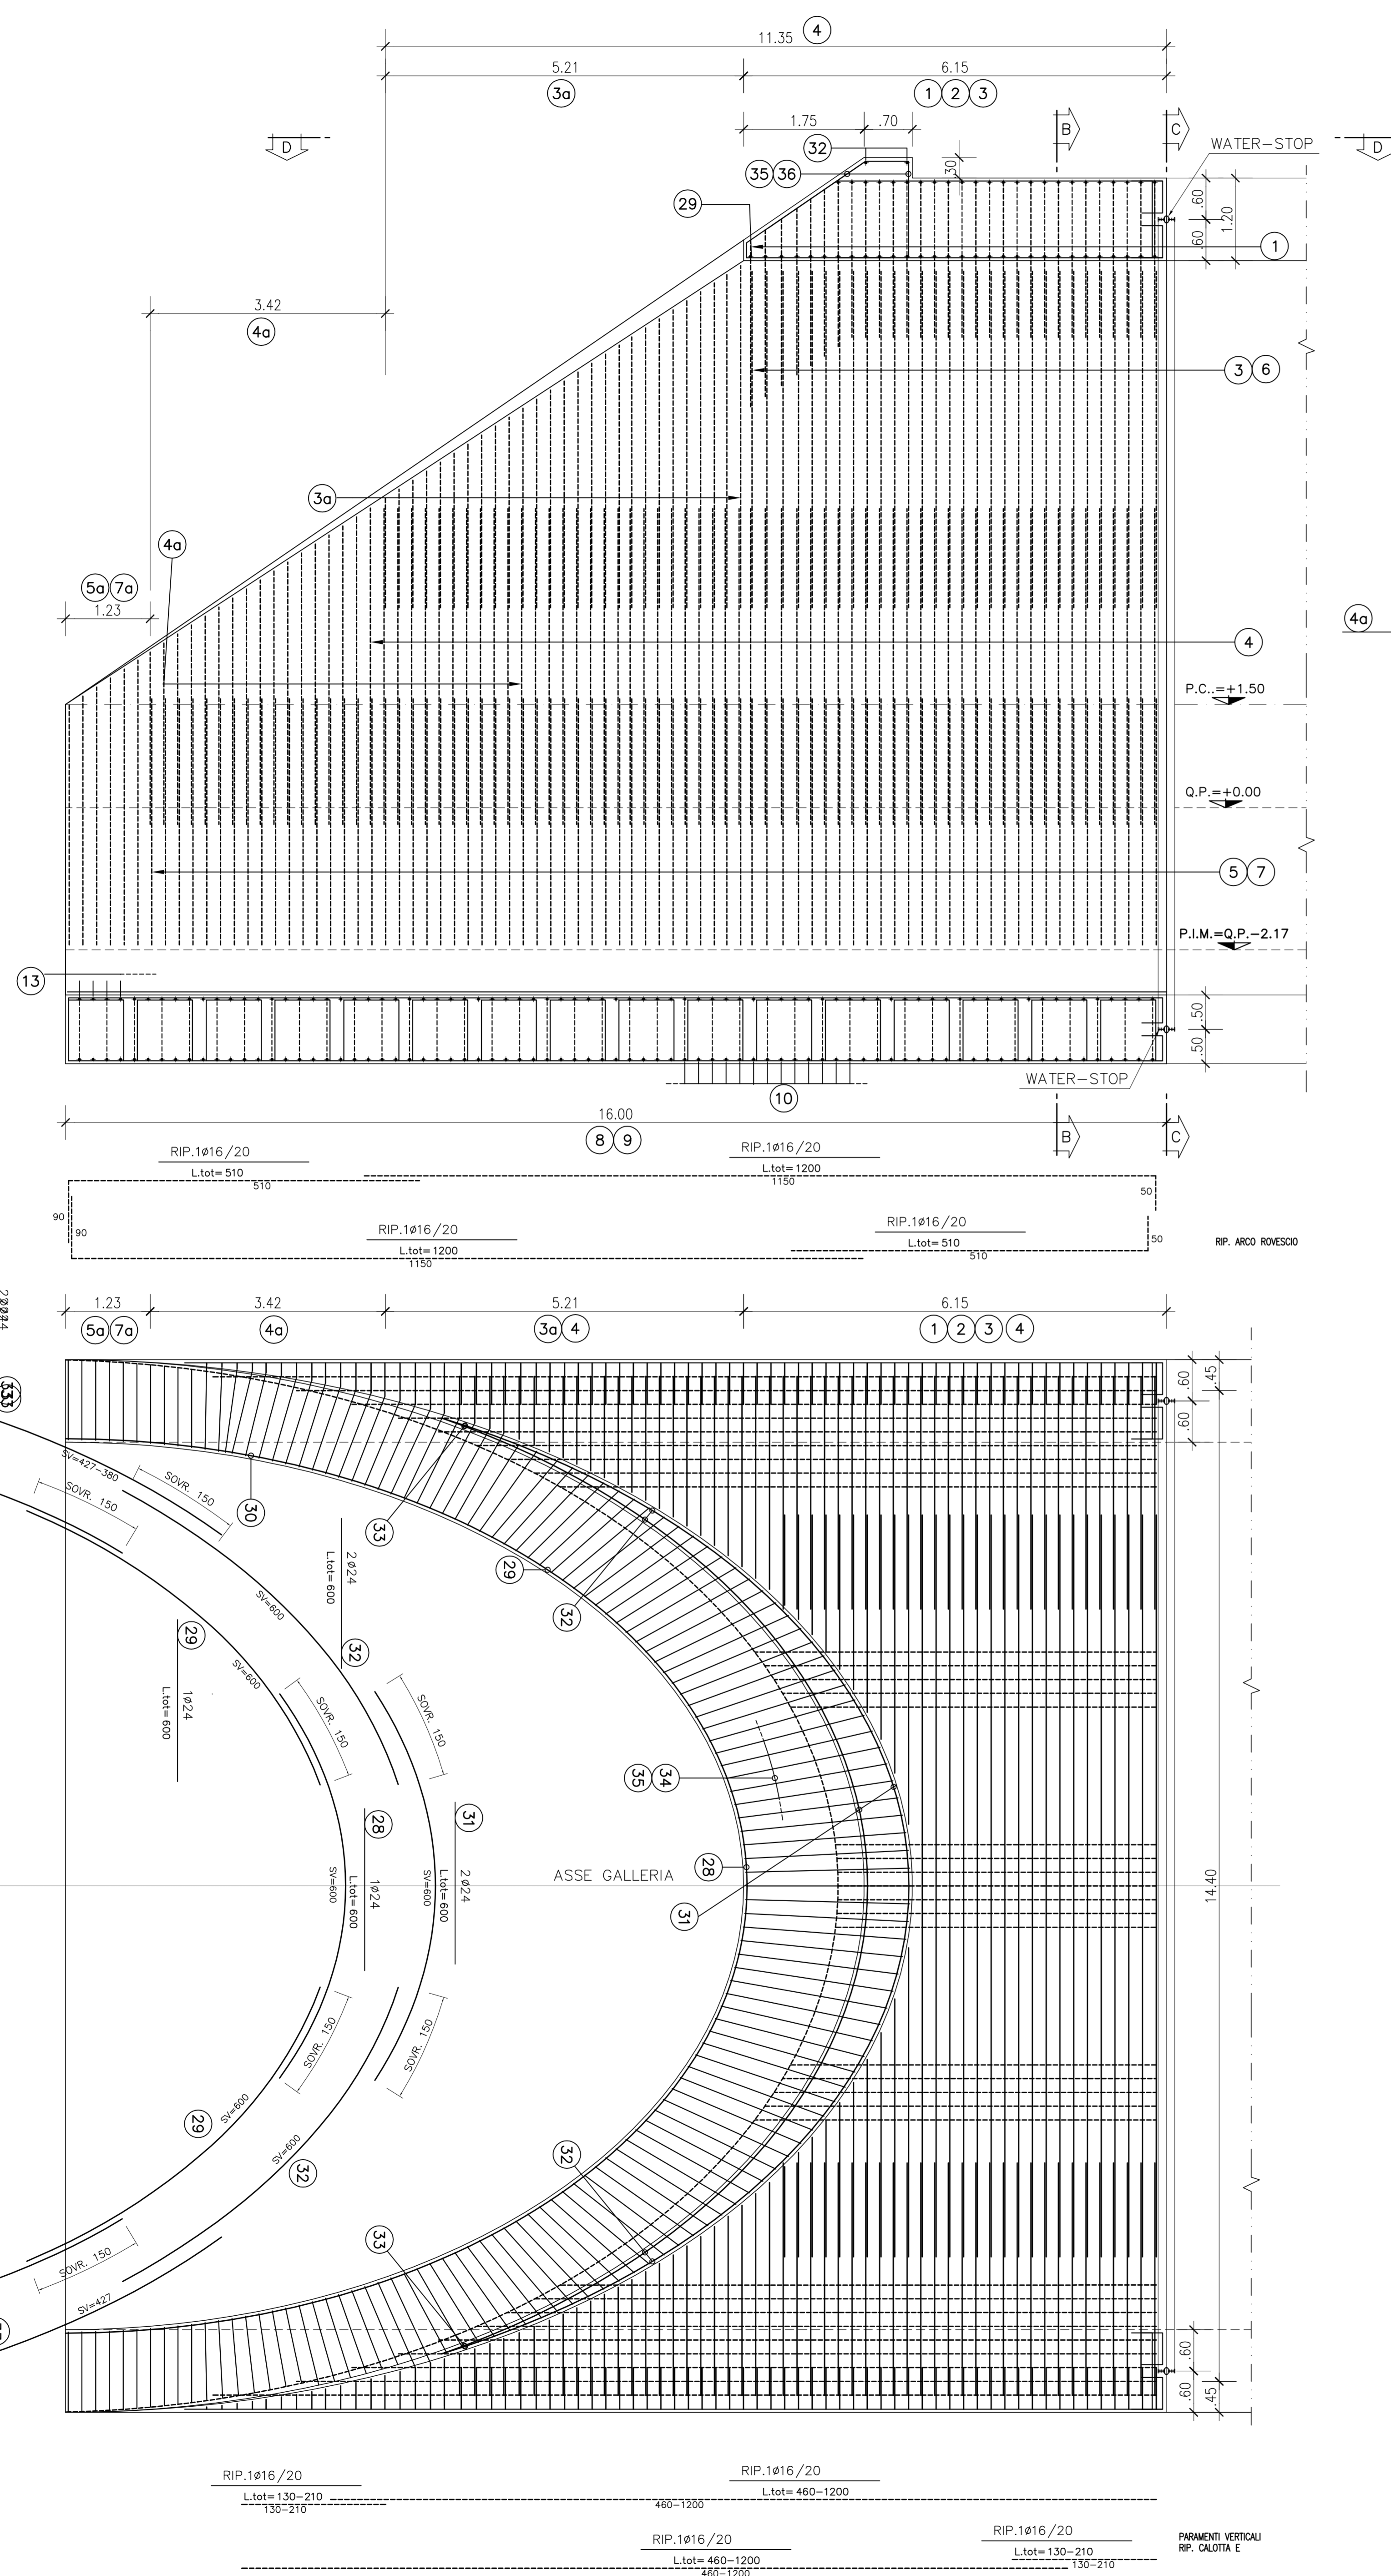 11.35
4
5.21
3a
6.15
1 2 3
1.75
.70
B
C
D
WATER-STOP
D
32
35 36
.30
.60
.60
1.20
29
1
3.42
4a
3 6
3a
4a
5a 7a
1.23
4
4a
P.C..=+1.50
Q.P.=+0.00
5 7
P.I.M.=Q.P.-2.17
13
.50
.50
WATER-STOP
10
16.00
8 9
B
C
RIP.1ø16/20
L.tot=510
510
RIP.1ø16/20
L.tot=1200
1150
50
90
90
RIP.1ø16/20
L.tot=1200
1150
RIP.1ø16/20
L.tot=510
510
50
RIP. ARCO ROVESCIO
1.23
5a 7a
3.42
4a
5.21
3a 4
6.15
1 2 3 4
.60
.45
.60
SV=427-380
SOVR. 150
SOVR. 150
30
33
2ø24
L.tot=600
29
SV=600
32
32
29
1ø24
L.tot=600
SV=600
SOVR. 150
SOVR. 150
35 34
31
2ø24
L.tot=600
SV=600
28
1ø24
L.tot=600
SV=600
28
ASSE GALLERIA
31
14.40
SOVR. 150
SOVR. 150
29
SV=600
SV=600
32
32
33
SOVR. 150
SV=427
.60
.60
.45
RIP.1ø16/20
L.tot=130-210
130-210
RIP.1ø16/20
L.tot=460-1200
460-1200
RIP.1ø16/20
L.tot=460-1200
460-1200
RIP.1ø16/20
L.tot=130-210
130-210
PARAMENTI VERTICALI
RIP. CALOTTA E